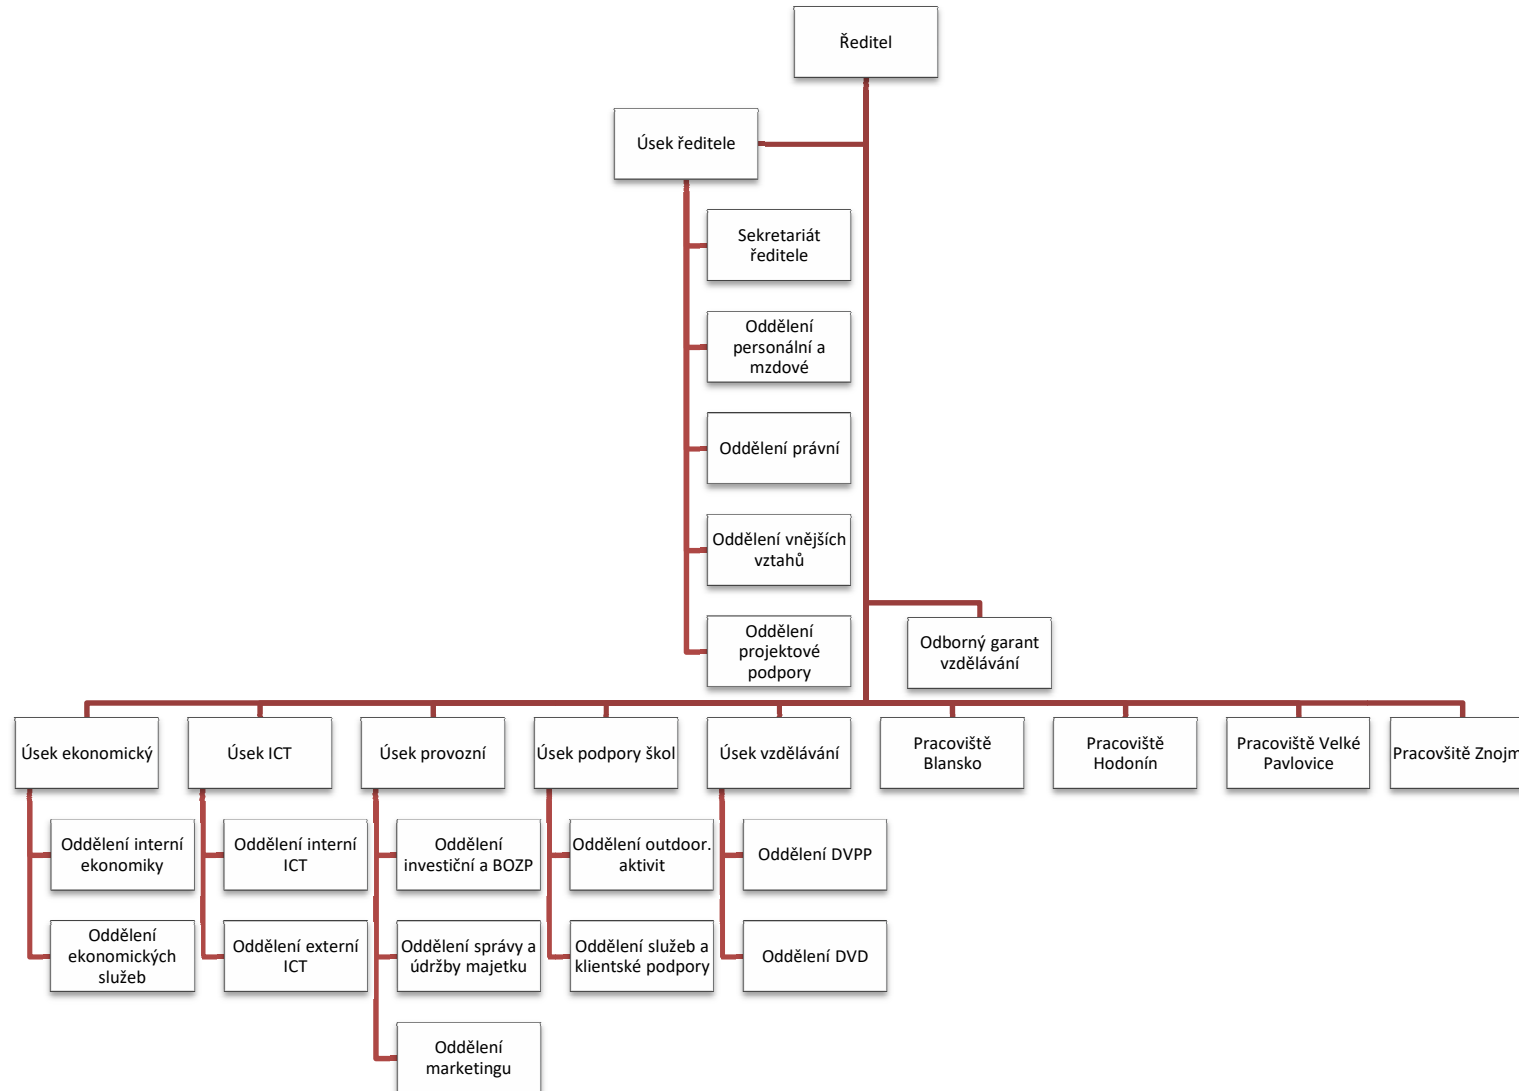 Ředitel
Úsek ředitele
Sekretariát
ředitele
Oddělení
personální a
mzdové
Oddělení právní
Oddělení vnějších
vztahů
Oddělení
projektové
podpory
Odborný garant
vzdělávání
Úsek ekonomický
Úsek ICT
Úsek provozní
Úsek podpory škol
Úsek vzdělávání
Pracoviště
Blansko
Pracoviště
Hodonín
Pracoviště Velké
Pavlovice
Pracovšitě Znojm
Oddělení interní
ekonomiky
Oddělení interní
ICT
Oddělení
investiční a BOZP
Oddělení outdoor.
aktivit
Oddělení DVPP
Oddělení
ekonomických
služeb
Oddělení externí
ICT
Oddělení správy a
údržby majetku
Oddělení služeb a
klientské podpory
Oddělení DVD
Oddělení
marketingu